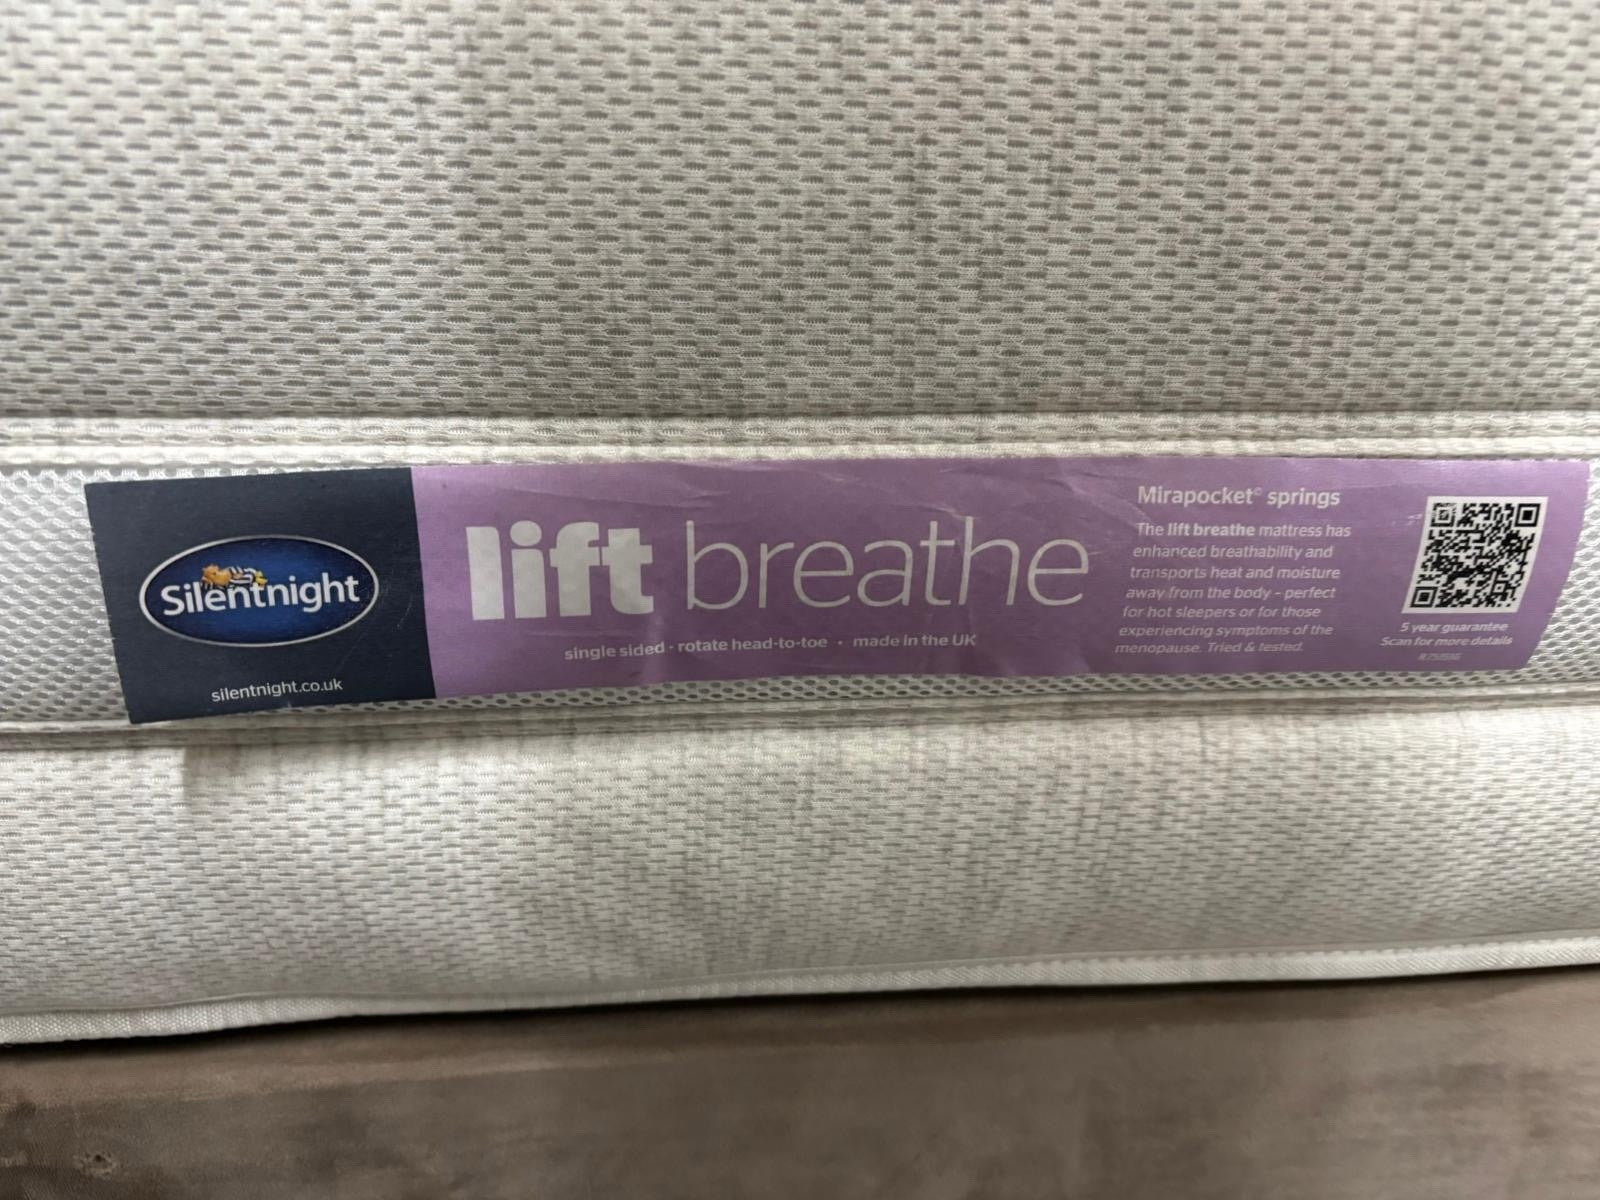 Silentnight
silentnight.co.uk
lift breathe
single sided · rotate head-to-toe · made in the UK
Mirapocket© springs
The lift breathe mattress has
enhanced breathability and
transports heat and moisture
away from the body - perfect
for hot sleepers or for those
experiencing symptoms of the
menopause. Tried & tested.
5 year guarantee
Scan for more details